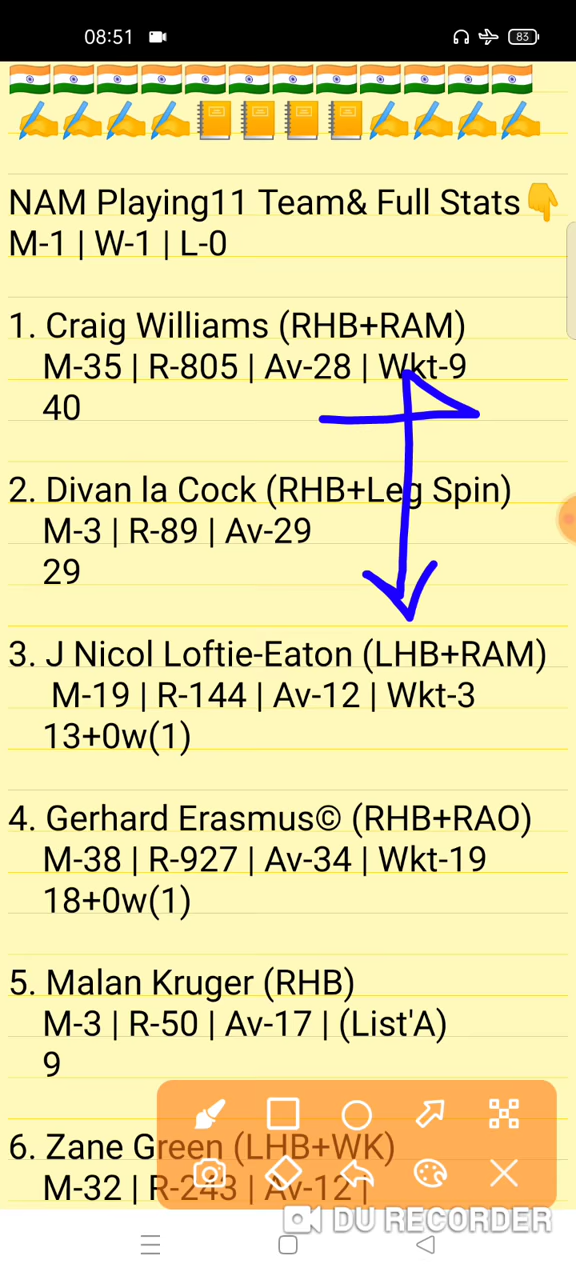 08:51
83
NAM Playing11 Team& Full Stats👇
M-1 | W-1 | L-0
1. Craig Williams (RHB+RAM)
M-35 | R-805 | Av-28 | Wkt-9
40
2. Divan la Cock (RHB+Leg Spin)
M-3 | R-89 | Av-29
29
3. J Nicol Loftie-Eaton (LHB+RAM)
M-19 | R-144 | Av-12 | Wkt-3
13+0w(1)
4. Gerhard Erasmus© (RHB+RAO)
M-38 | R-927 | Av-34 | Wkt-19
18+0w(1)
5. Malan Kruger (RHB)
M-3 | R-50 | Av-17 | (List'A)
9
6. Zane Green (LHB+WK)
M-32 | R-243 | Av-12 |
DU RECORDER